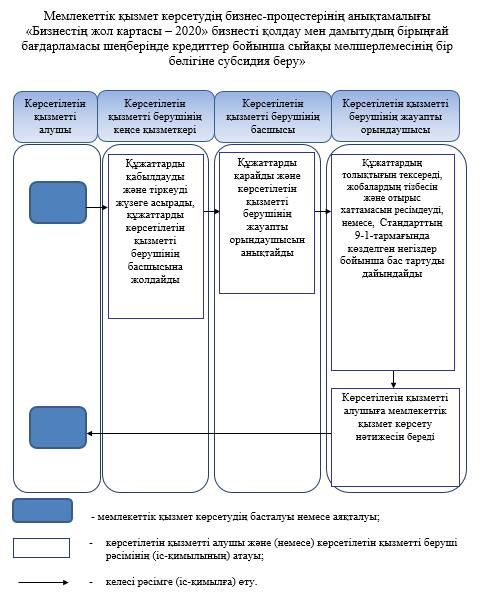 Мемлекеттік қызмет көрсетудің бизнес-процестерінің анықтамалығы
«Бизнестің жол картасы – 2020» бизнесті қолдау мен дамытудың бірыңғай
бағдарламасы шеңберінде кредиттер бойынша сыйақы мөлшерлемесінің бір
бөлігіне субсидия беру»
Көрсетілетін
қызметті
алушы
Көрсетілетін
қызметті берушінің
кеңсе қызметкері
Көрсетілетін
қызметті берушінің
басшысы
Көрсетілетін қызметті
берушінің жауапты
орындаушысы
Құжаттарды
қабылдауды
және тіркеуді
жүзеге асырады,
құжаттарды
көрсетілетін
қызметті
берушінің
басшысына
жолдайды
Құжаттарды
қарайды және
көрсетілетін
қызметті
берушінің
жауапты
орындаушысын
анықтайды
Құжаттардың
толықтығын тексереді,
жобалардың тізбесін
және отырыс
хаттамасын ресімдеуді,
немесе, Стандарттың
9-1-тармағында
көзделген негіздер
бойынша бас тартуды
дайындайды
Көрсетілетін қызметті
алушыға мемлекеттік
қызмет көрсету
нәтижесін береді
- мемлекеттік қызмет көрсетудің басталуы немесе аяқталуы;
- көрсетілетін қызметті алушы және (немесе) көрсетілетін қызметті беруші
рәсімінің (іс-қимылының) атауы;
- келесі рәсімге (іс-қимылға) өту.